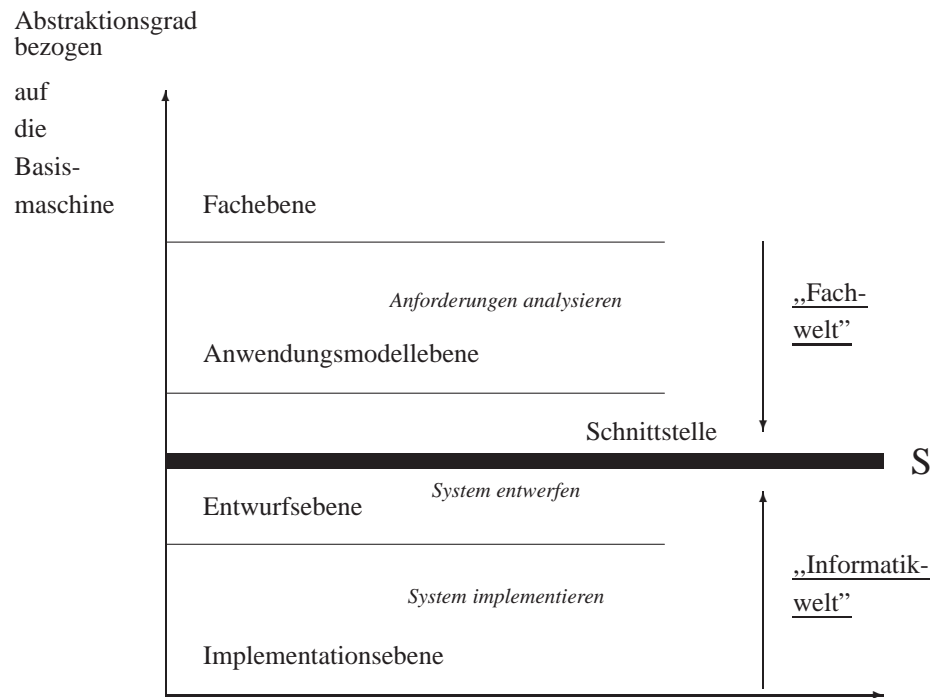 Abstraktionsgrad
bezogen
auf
die
Basis-
maschine
Fachebene
Anforderungen analysieren
,,Fach-
welt”
Anwendungsmodellebene
Schnittstelle
S
System entwerfen
Entwurfsebene
,,Informatik-
welt”
System implementieren
Implementationsebene